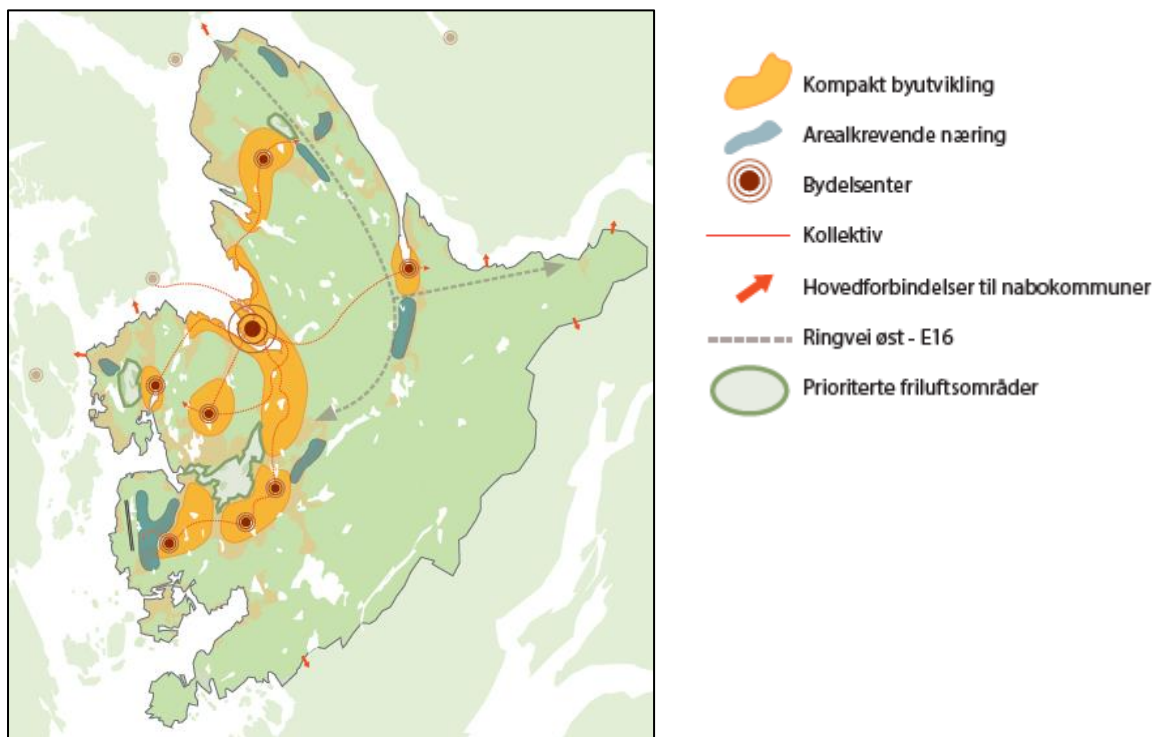 Kompakt byutvikling
Arealkrevende næring
Bydelsenter
Kollektiv
Hovedforbindelser til nabokommuner
Ringvei øst - E16
Prioriterte friluftsområder